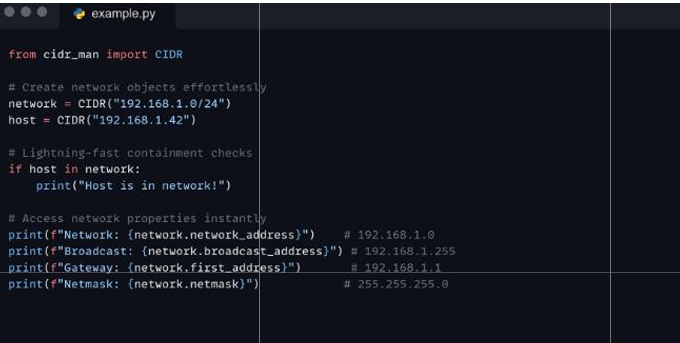 example.py
from cidr_man import CIDR
# Create network objects effortlessly
network = CIDR("192.168.1.0/24")
host = CIDR("192.168.1.42")
# Lightning-fast containment checks
if host in network:
    print("Host is in network!")
# Access network properties instantly
print(f"Network: {network.network_address}")    # 192.168.1.0
print(f"Broadcast: {network.broadcast_address}") # 192.168.1.255
print(f"Gateway: {network.first_address}")       # 192.168.1.1
print(f"Netmask: {network.netmask}")            # 255.255.255.0